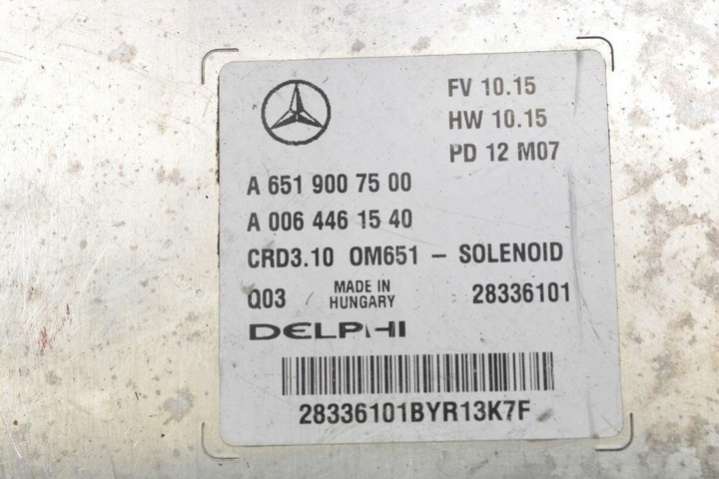 FV 10.15
HW 10.15
PD 12 M07
A 651 900 75 00
A 006 446 15 40
CRD3.10 OM651 – SOLENOID
Q03 MADE IN HUNGARY 28336101
DELPHI
28336101BYR13K7F